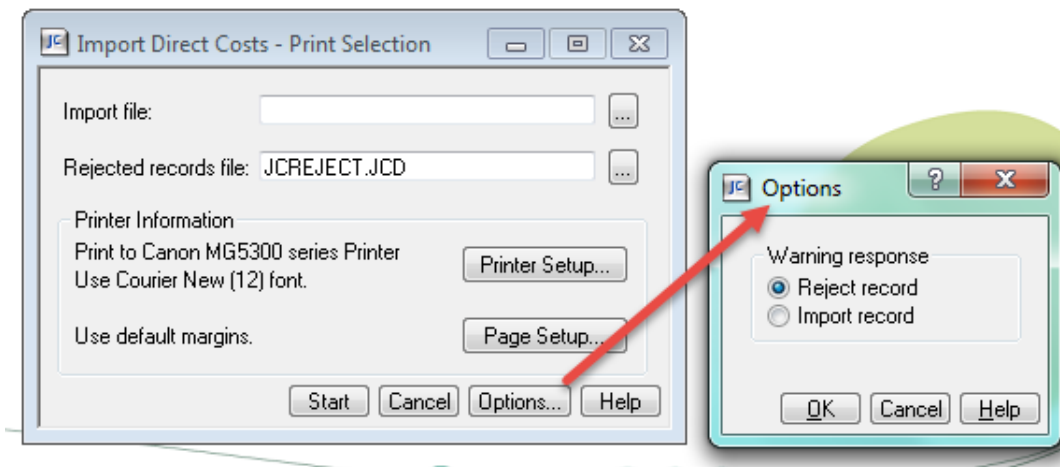 JC Import Direct Costs - Print Selection
Import file: ...
Rejected records file: JCREJECT.JCD ...
Printer Information
Print to Canon MG5300 series Printer
Use Courier New (12) font.
Printer Setup...
Use default margins. Page Setup...
Start Cancel Options... Help
JC Options ?
Warning response
Reject record
Import record
OK Cancel Help